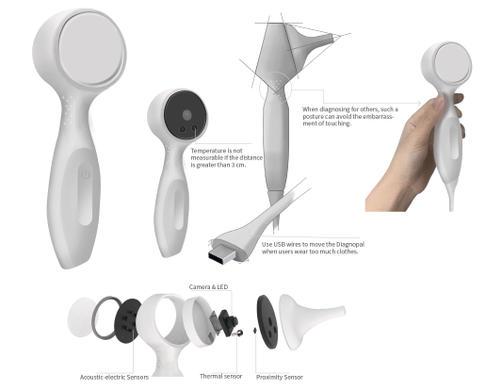 When diagnosing for others, such a
posture can avoid the embarrass-
ment of touching.
Temperature is not
measurable if the distance
is greater than 3 cm.
Use USB wires to move the Diagnopal
when users wear too much clothes.
Camera & LED
Acoustic-electric Sensors
Thermal sensor
Proximity Sensor